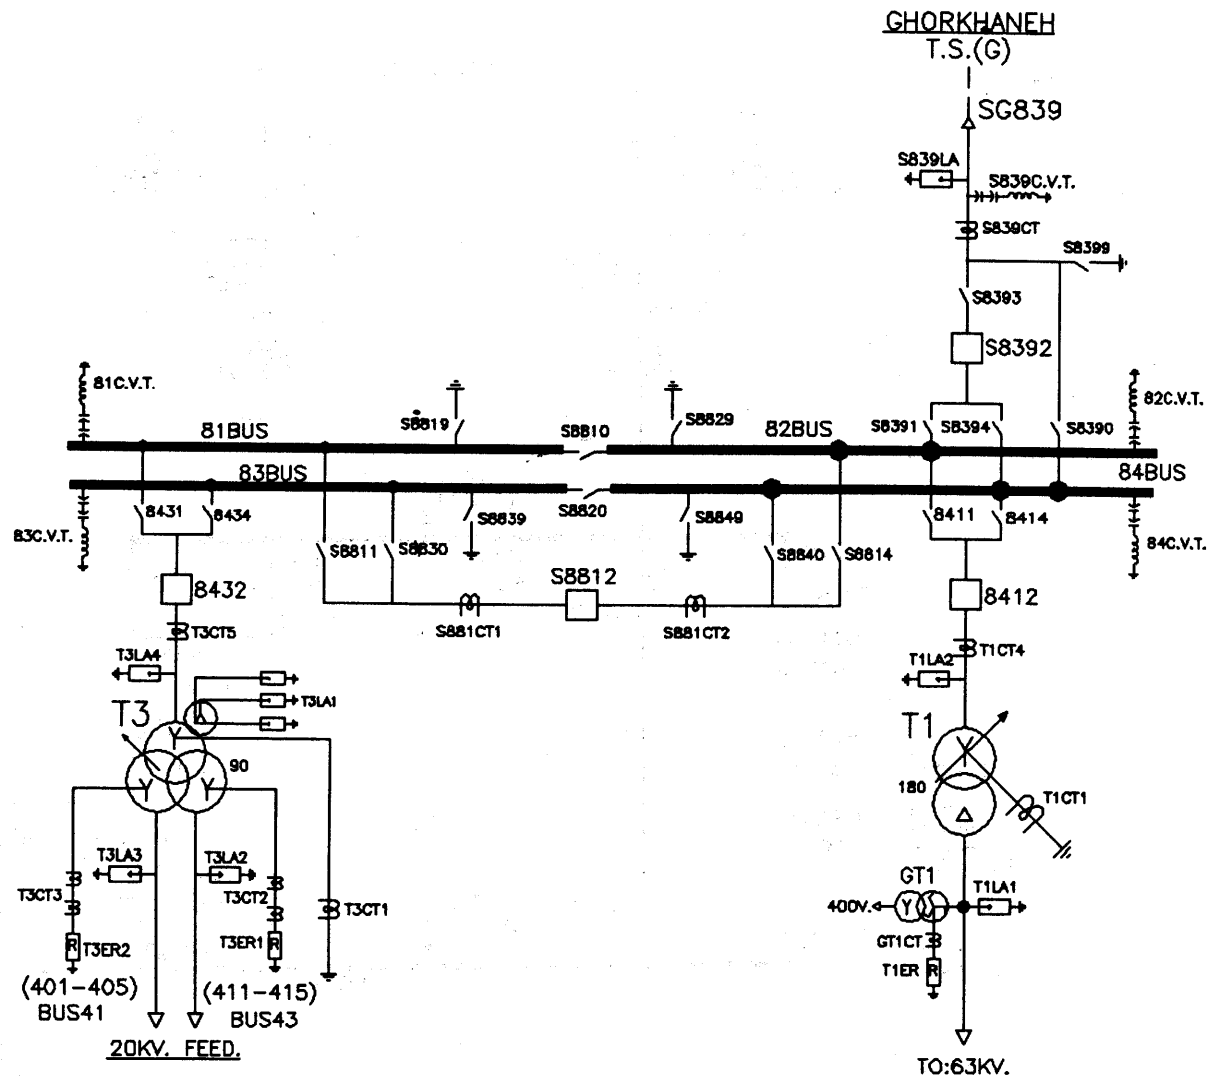 GHORKHANEH
T.S.(G)
SG839
S839LA
S839C.V.T.
S839CT
S8399
S8393
S8392
81C.V.T.
82C.V.T.
S8819
S8829
81BUS
S8810
82BUS
S8391
S8394
S8390
83BUS
84BUS
8431
8434
S8839
S8820
S8849
8411
8414
83C.V.T.
84C.V.T.
S8811
S8830
S8840
S8814
S8812
8432
8412
S881CT1
S881CT2
T3CT5
T3LA4
T1CT4
T1LA2
T3LA1
T3
T1
90
180
T1CT1
T3LA3
T3LA2
T3CT3
T3CT2
T3CT1
GT1
T1LA1
400V.
GT1CT
T3ER2
R
T3ER1
R
T1ER
R
(401-405)
BUS41
(411-415)
BUS43
20KV. FEED.
TO:63KV.